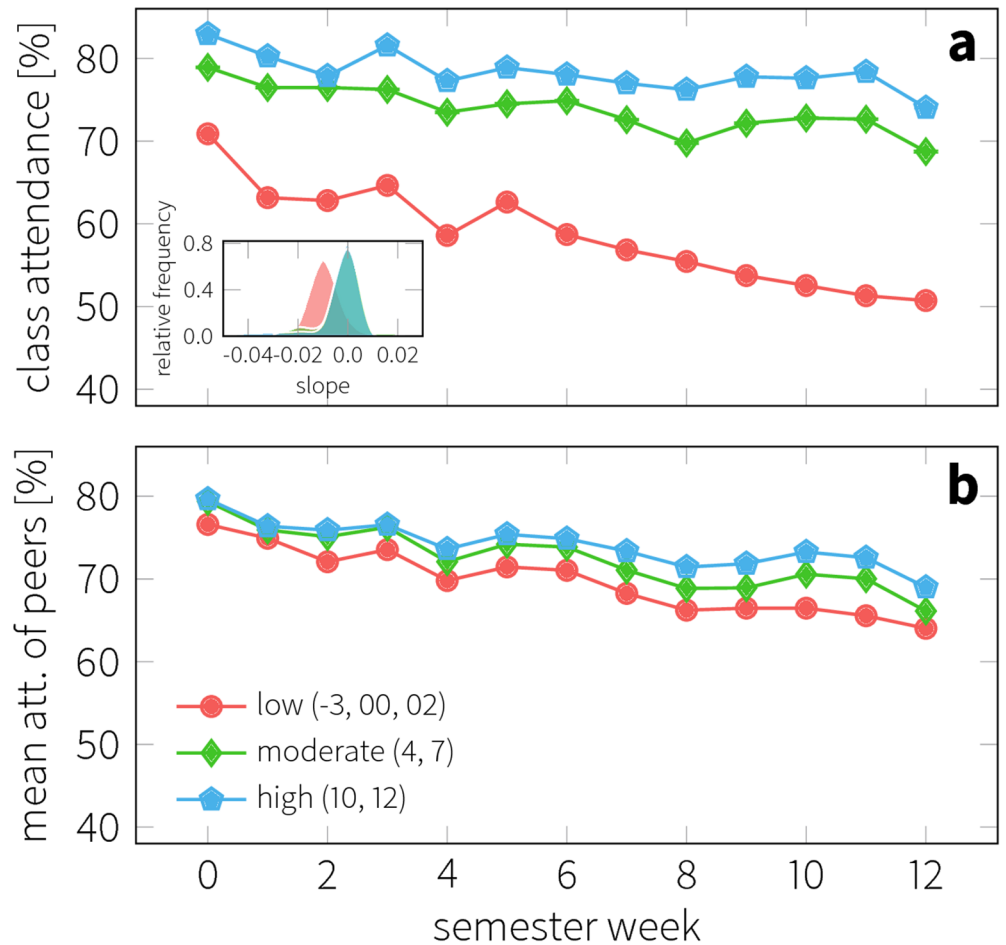 a
class attendance [%]
80
70
60
50
40
relative frequency
0.8
0.4
0.0
-0.04
-0.02
0.0
0.02
slope
b
mean att. of peers [%]
80
70
60
50
40
low (-3, 00, 02)
moderate (4, 7)
high (10, 12)
0 2 4 6 8 10 12
semester week